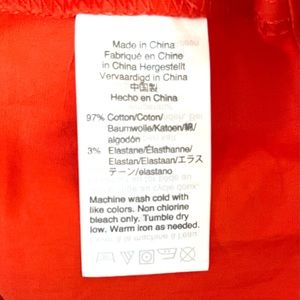 Made in China
Fabriqué en Chine
in China Hergestellt
Vervaardigd in China
中国製
Hecho en China
97% Cotton/Coton/
Baumwolle/Katoen/綿/
algodón
3% Elastane/Élasthanne/
Elastan/Elastaan/エラス
テーン/elastano
Machine wash cold with
like colors. Non chlorine
bleach only. Tumble dry
low. Warm iron as needed.